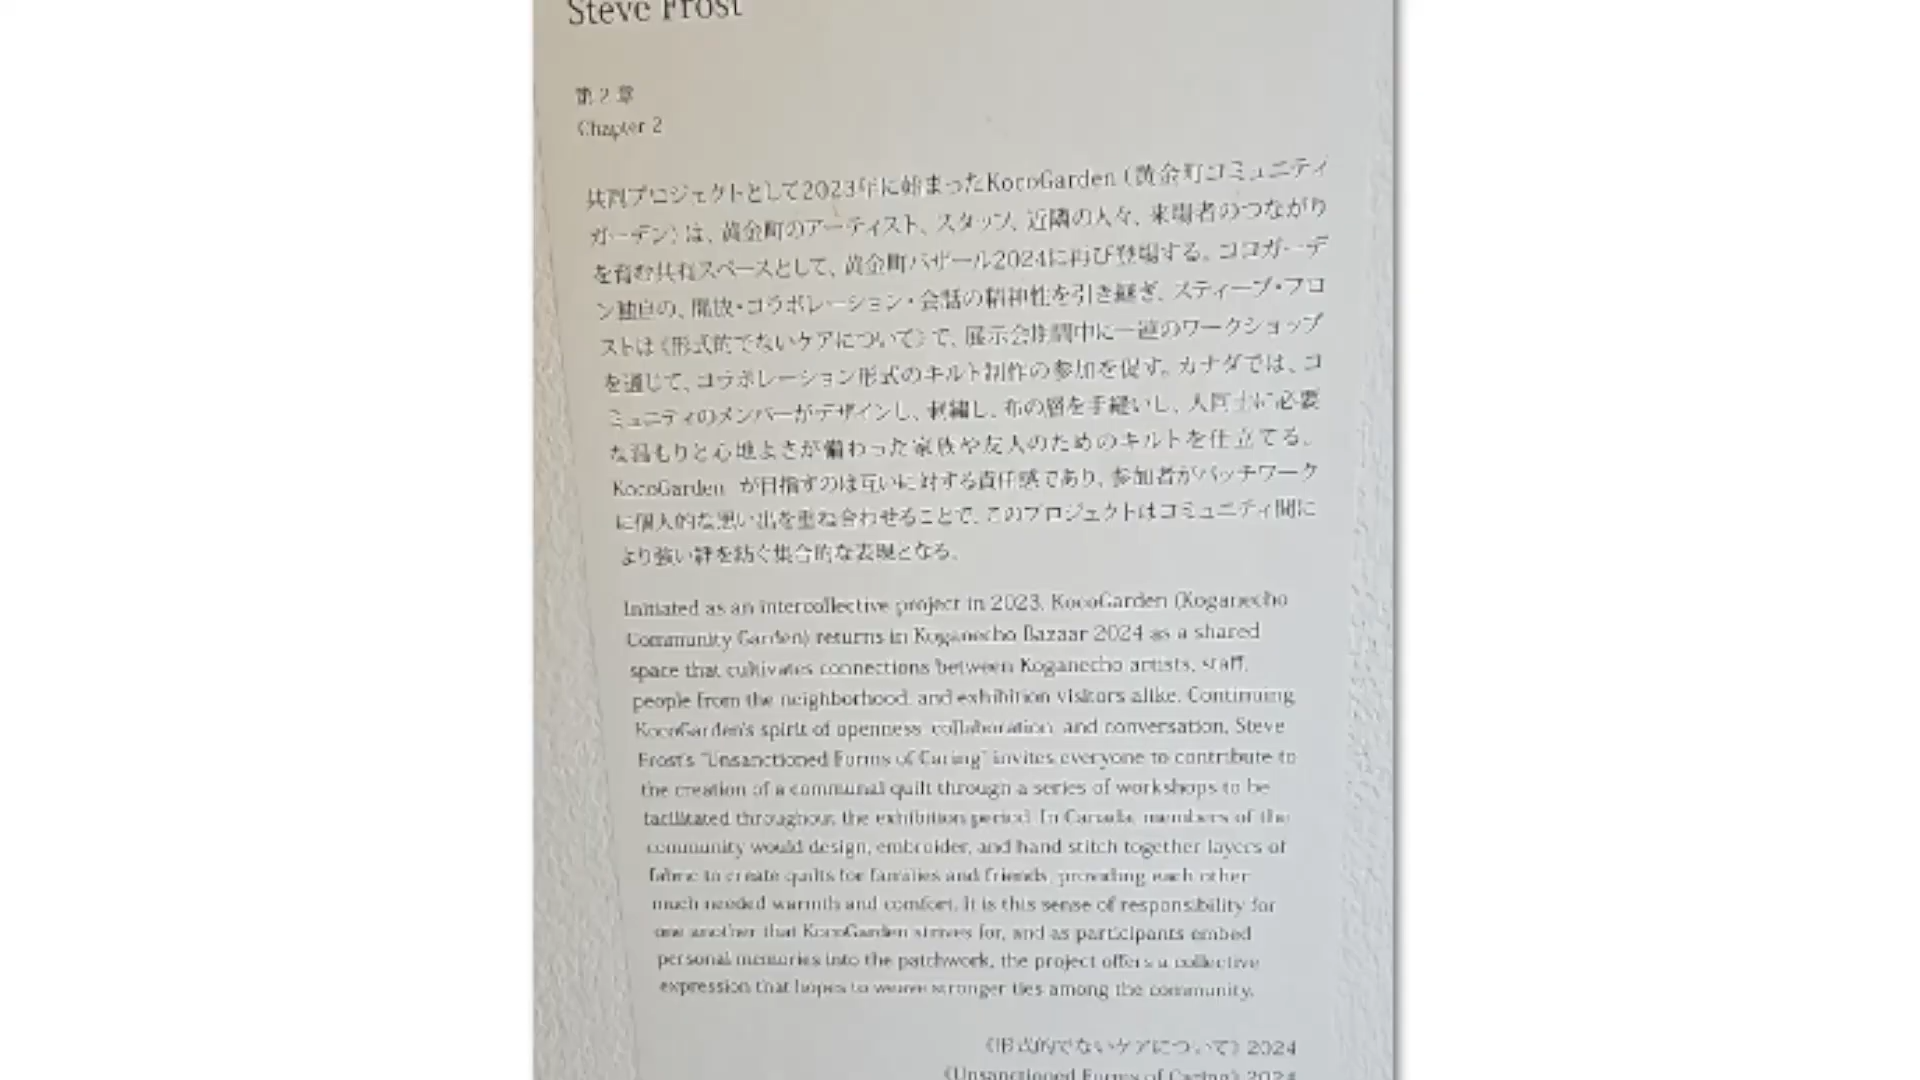 Steve Frost
第2章
Chapter 2
共同プロジェクトとして2023年に始まったKocoGarden（黄金町コミュニティ
ガーデン）は、黄金町のアーティスト、スタッフ、近隣の人々、来場者のつながり
を育む共有スペースとして、黄金町バザール2024に再び登場する。ココガーデ
ン独自の、開放・コラボレーション・会話の精神性を引き継ぎ、スティーブ・フロ
ストは《形式的でないケアについて》で、展示会期間中に一連のワークショップ
を通じて、コラボレーション形式のキルト制作の参加を促す。カナダでは、コ
ミュニティのメンバーがデザインし、刺繍し、布の層を手縫いし、人同士に必要
な温もりと心地よさが備わった家族や友人のためのキルトを仕立てる。
KocoGarden が目指すのは互いに対する責任感であり、参加者がパッチワーク
に個人的な思い出を重ね合わせることで、このプロジェクトはコミュニティ間に
より強い絆を紡ぐ集合的な表現となる。
Initiated as an intercollective project in 2023, KocoGarden (Koganecho
Community Garden) returns in Koganecho Bazaar 2024 as a shared
space that cultivates connections between Koganecho artists, staff,
people from the neighborhood, and exhibition visitors alike. Continuing
KocoGarden's spirit of openness, collaboration, and conversation, Steve
Frost's "Unsanctioned Forms of Caring" invites everyone to contribute to
the creation of a communal quilt through a series of workshops to be
facilitated throughout the exhibition period. In Canada, members of the
community would design, embroider, and hand stitch together layers of
fabric to create quilts for families and friends, providing each other
much needed warmth and comfort. It is this sense of responsibility for
one another that KocoGarden strives for, and as participants embed
personal memories into the patchwork, the project offers a collective
expression that hopes to weave stronger ties among the community.
《形式的でないケアについて》2024
《Unsanctioned Forms of Caring》2024